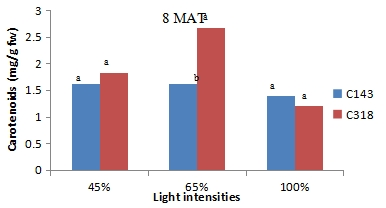 8 MAT
a
Carotenoids (mg/g fw)
3
2.5
2
1.5
1
0.5
0
a
a
b
a
a
45%
65%
100%
Light intensities
C143
C318